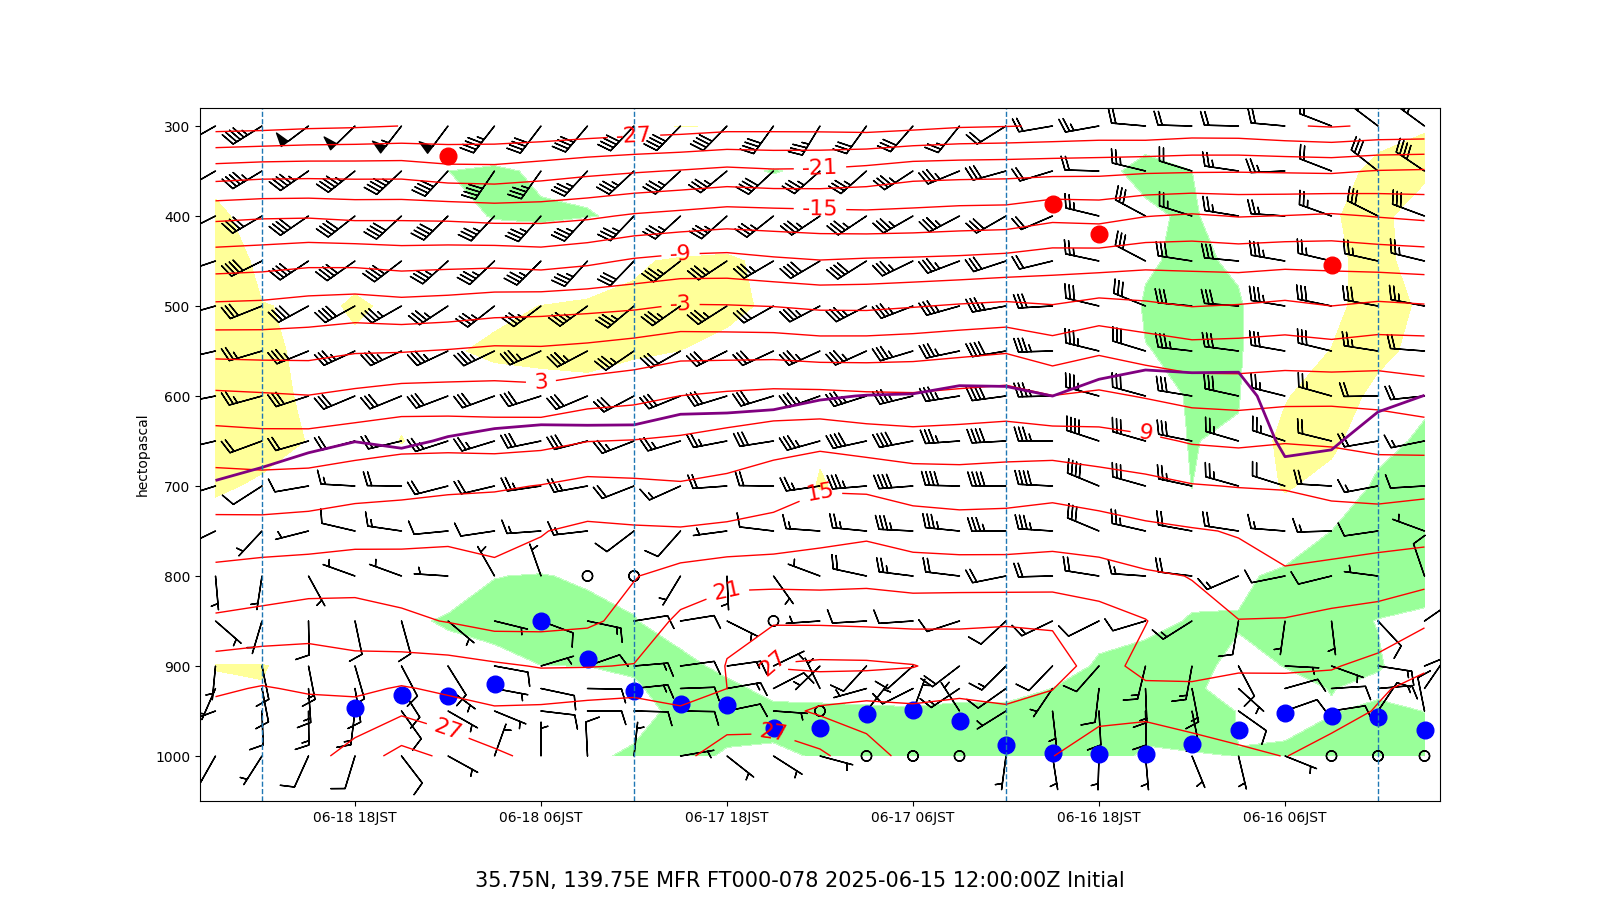 300
400
500
600
700
800
900
1000
hectopascal
-27
-21
-15
-9
-3
3
9
15
21
27
27
27
06-18 18JST
06-18 06JST
06-17 18JST
06-17 06JST
06-16 18JST
06-16 06JST
35.75N, 139.75E MFR FT000-078 2025-06-15 12:00:00Z Initial